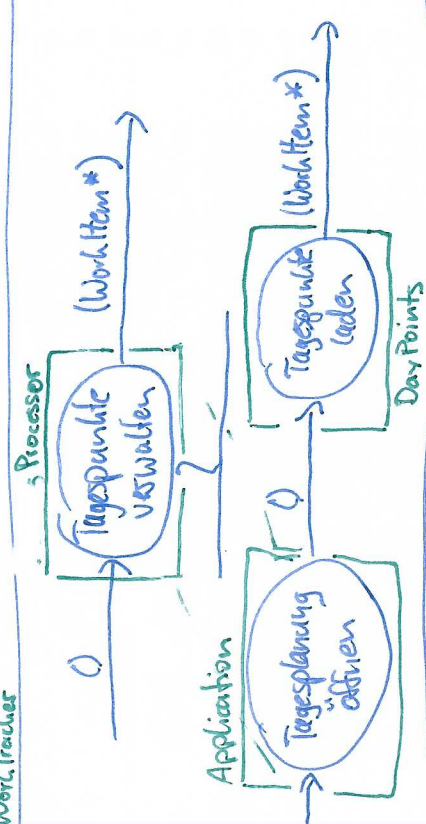 WorkTracker
; Processor
()
Tagespunkte
verwalten
(WorkItem*)
Application
Tagesplanung
öffnen
()
Tagespunkte
laden
(WorkItem*)
DayPoints